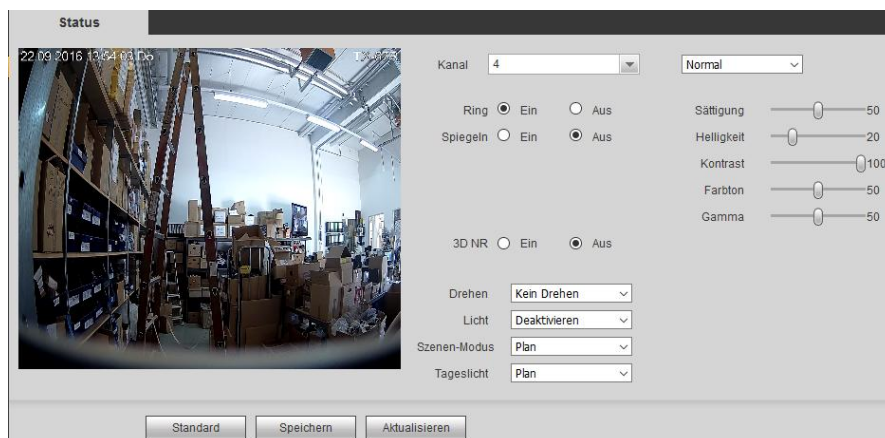 Status
22.09.2016 13:54:03 Do
Kanal 4 Normal
Ring Ein Aus Sättigung 50
Spiegeln Ein Aus Helligkeit 20
Kontrast 100
Farbton 50
Gamma 50
3D NR Ein Aus
Drehen Kein Drehen
Licht Deaktivieren
Szenen-Modus Plan
Tageslicht Plan
Standard Speichern Aktualisieren